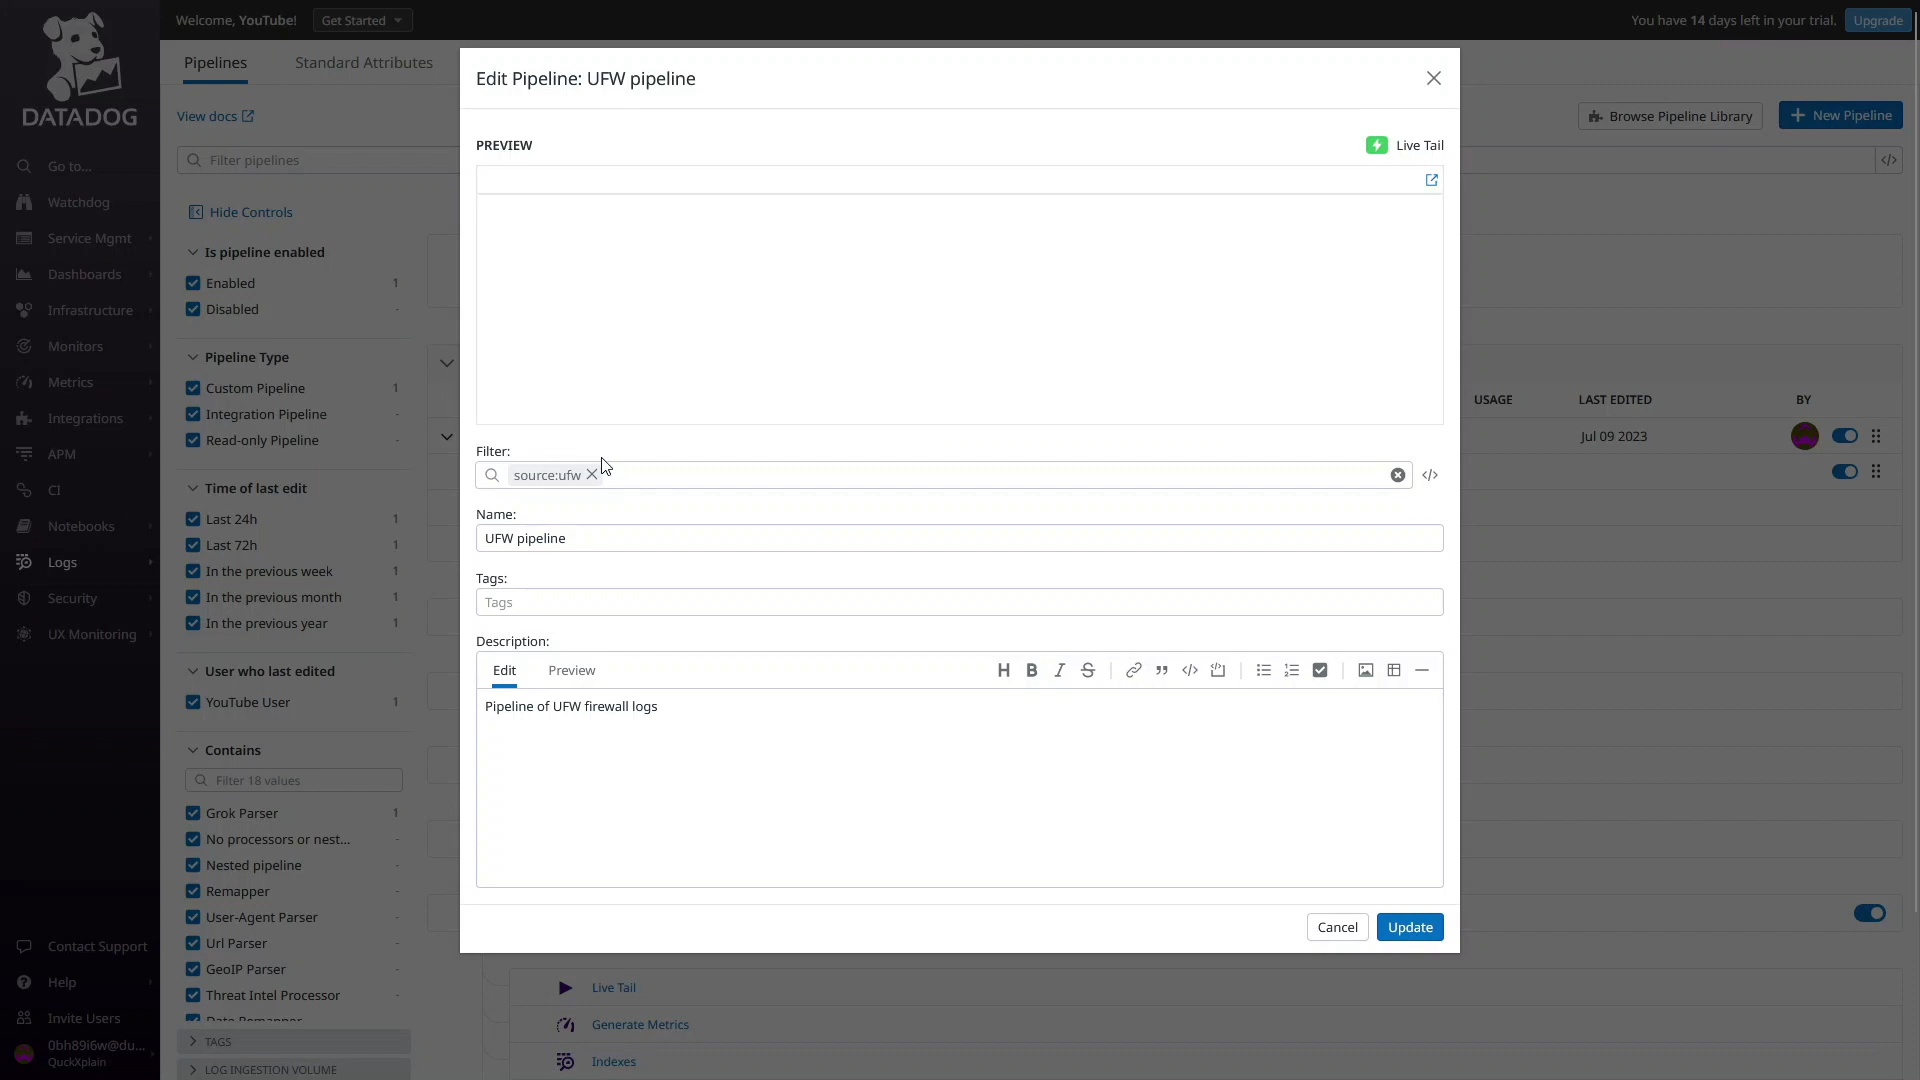 DATADOG
Go to...
Watchdog
Service Mgmt
Dashboards
Infrastructure
Monitors
Metrics
Integrations
APM
CI
Notebooks
Logs
Security
UX Monitoring
Contact Support
Help
Invite Users
0bh89i6w@du...
QuckXplain
Welcome, YouTube!
Get Started
You have 14 days left in your trial.
Upgrade
Pipelines
Standard Attributes
View docs
Browse Pipeline Library
New Pipeline
Filter pipelines
Hide Controls
Is pipeline enabled
Enabled 1
Disabled -
Pipeline Type
Custom Pipeline 1
Integration Pipeline -
Read-only Pipeline -
Time of last edit
Last 24h 1
Last 72h 1
In the previous week 1
In the previous month 1
In the previous year 1
User who last edited
YouTube User 1
Contains
Filter 18 values
Grok Parser 1
No processors or nest... -
Nested pipeline -
Remapper -
User-Agent Parser -
Url Parser -
GeoIP Parser -
Threat Intel Processor -
Date Remapper
TAGS
LOG INGESTION VOLUME
Edit Pipeline: UFW pipeline
PREVIEW
Live Tail
Filter:
source:ufw
Name:
UFW pipeline
Tags:
Tags
Description:
Edit
Preview
Pipeline of UFW firewall logs
Cancel
Update
USAGE
LAST EDITED
BY
Jul 09 2023
Live Tail
Generate Metrics
Indexes